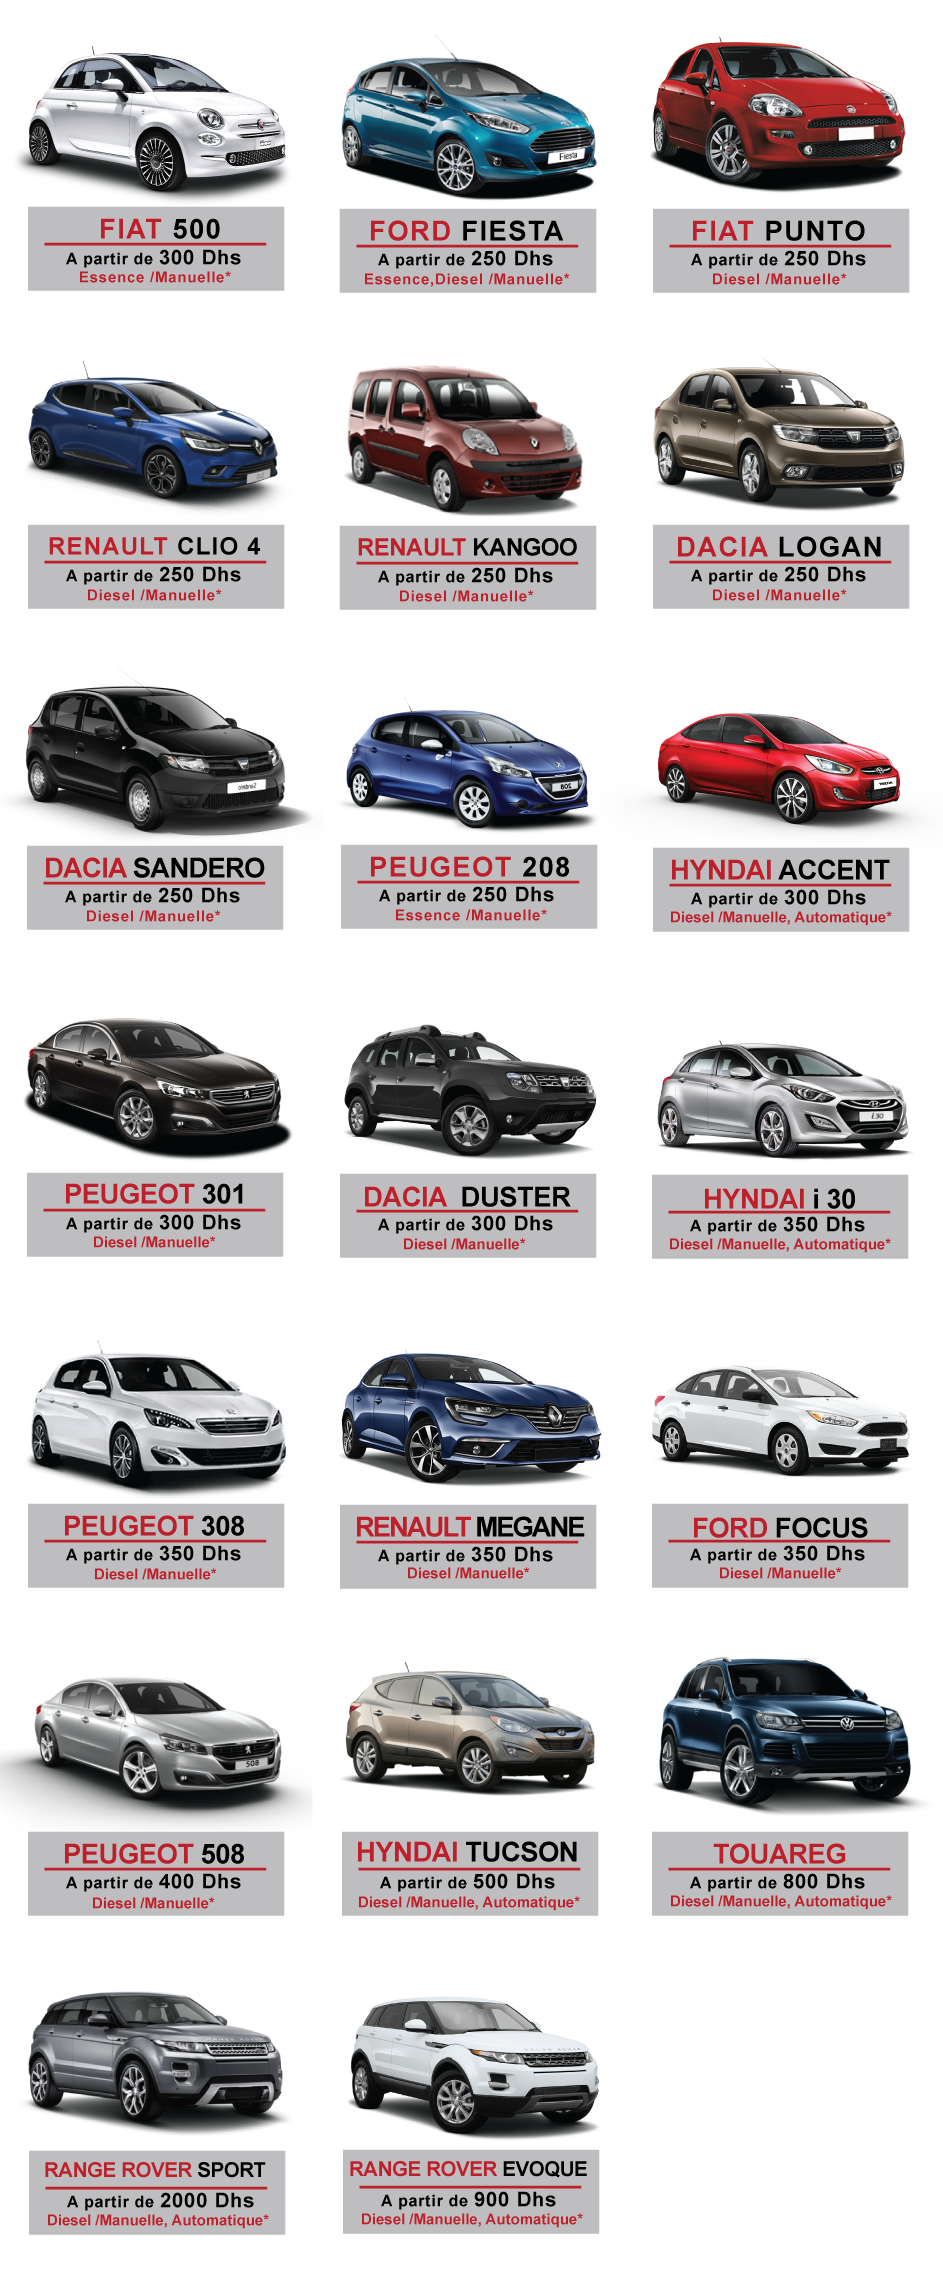 Fiesta
FIAT 500
A partir de 300 Dhs
Essence /Manuelle*
FORD FIESTA
A partir de 250 Dhs
Essence,Diesel /Manuelle*
FIAT PUNTO
A partir de 250 Dhs
Diesel /Manuelle*
RENAULT CLIO 4
A partir de 250 Dhs
Diesel /Manuelle*
RENAULT KANGOO
A partir de 250 Dhs
Diesel /Manuelle*
DACIA LOGAN
A partir de 250 Dhs
Diesel /Manuelle*
Sandero
208
DACIA SANDERO
A partir de 250 Dhs
Diesel /Manuelle*
PEUGEOT 208
A partir de 250 Dhs
Essence /Manuelle*
HYNDAI ACCENT
A partir de 300 Dhs
Diesel /Manuelle, Automatique*
i30
PEUGEOT 301
A partir de 300 Dhs
Diesel /Manuelle*
DACIA DUSTER
A partir de 300 Dhs
Diesel /Manuelle*
HYNDAI i 30
A partir de 350 Dhs
Diesel /Manuelle, Automatique*
PEUGEOT 308
A partir de 350 Dhs
Diesel /Manuelle*
RENAULT MEGANE
A partir de 350 Dhs
Diesel /Manuelle*
FORD FOCUS
A partir de 350 Dhs
Diesel /Manuelle*
508
PEUGEOT 508
A partir de 400 Dhs
Diesel /Manuelle*
HYNDAI TUCSON
A partir de 500 Dhs
Diesel /Manuelle, Automatique*
TOUAREG
A partir de 800 Dhs
Diesel /Manuelle, Automatique*
RANGE ROVER
RANGE ROVER SPORT
A partir de 2000 Dhs
Diesel /Manuelle, Automatique*
RANGE ROVER EVOQUE
A partir de 900 Dhs
Diesel /Manuelle, Automatique*